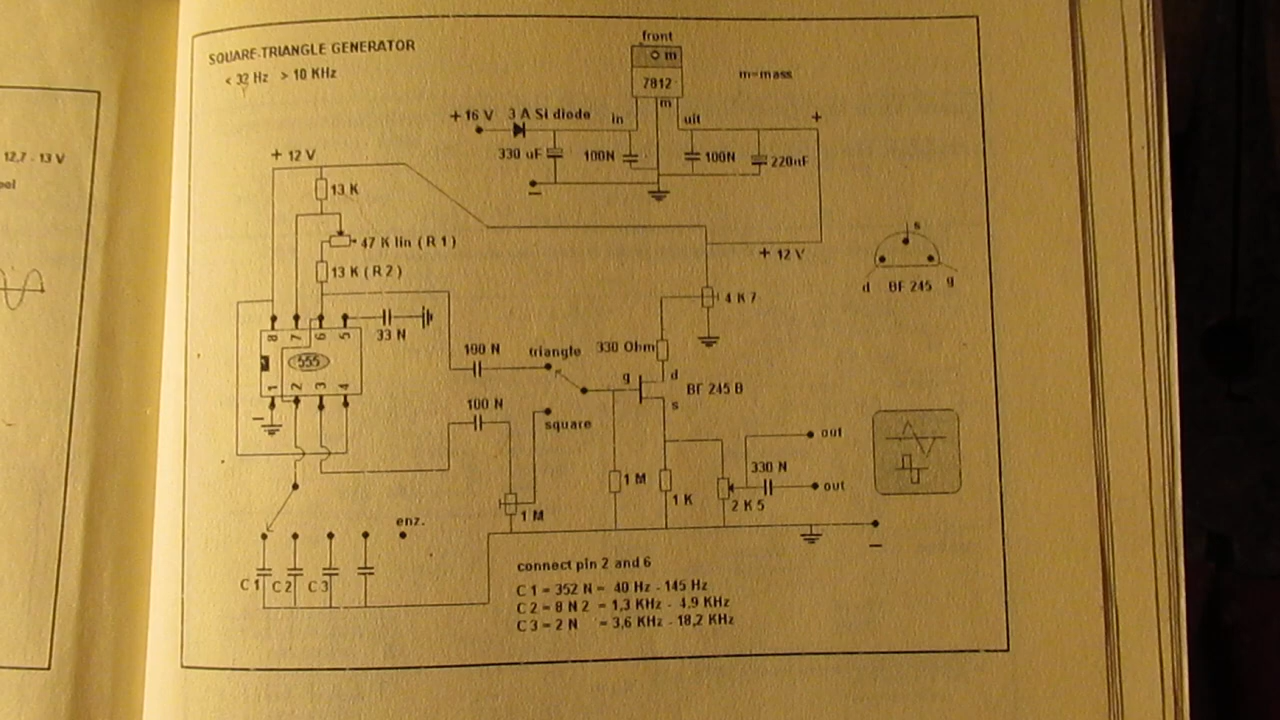 12,7 - 13 V
SQUARE-TRIANGLE GENERATOR
< 32 Hz > 10 KHz
front
m
7812
m=mass
m
+ 16 V 3 A Si diode
in
uit
+
330 uF
100N
100N
220uF
−
+ 12 V
13 K
47 K lin ( R 1 )
13 K ( R 2 )
+ 12 V
s
d BF 245 g
4 K 7
8 7 6 5
33 N
555
1 2 3 4
−
100 N
triangle
330 Ohm
g
d
BF 245 B
s
100 N
square
out
330 N
1 M
1 K
out
2 K 5
1 M
enz.
−
C 1 C 2 C 3
connect pin 2 and 6
C 1 = 352 N = 40 Hz - 145 Hz
C 2 = 8 N 2 = 1,3 KHz - 4,9 KHz
C 3 = 2 N = 3,6 KHz - 18,2 KHz